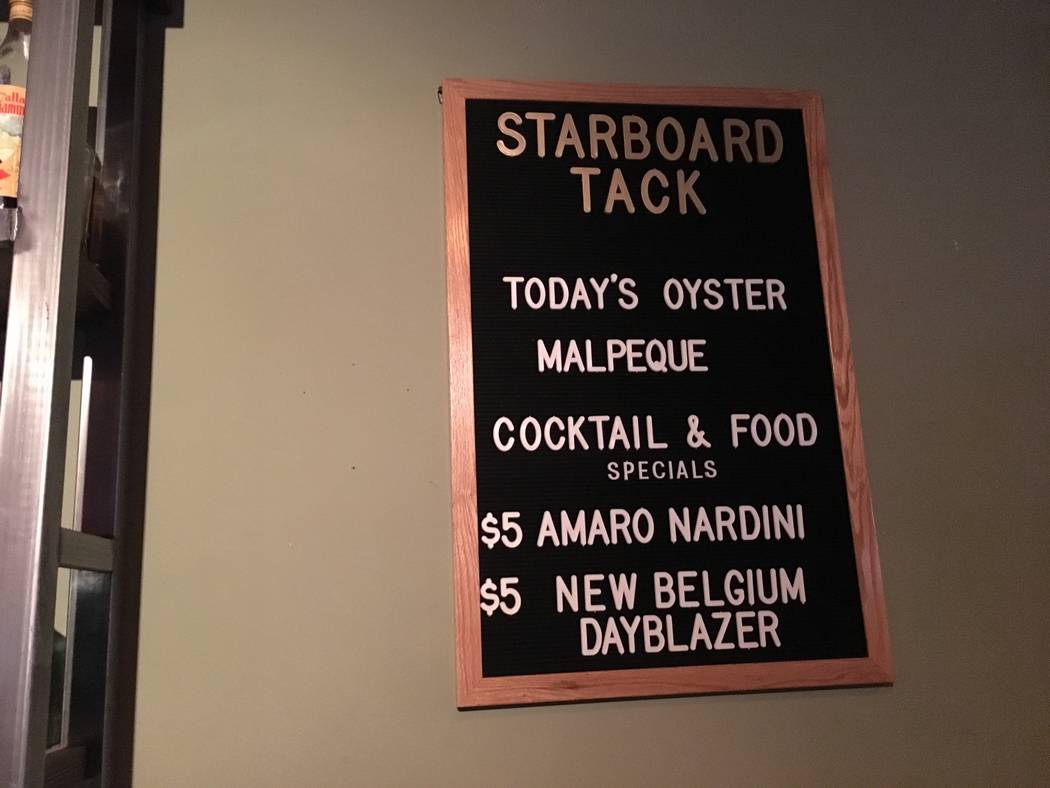 STARBOARD
TACK
TODAY'S OYSTER
MALPEQUE
COCKTAIL & FOOD
SPECIALS
$5 AMARO NARDINI
$5 NEW BELGIUM
DAYBLAZER